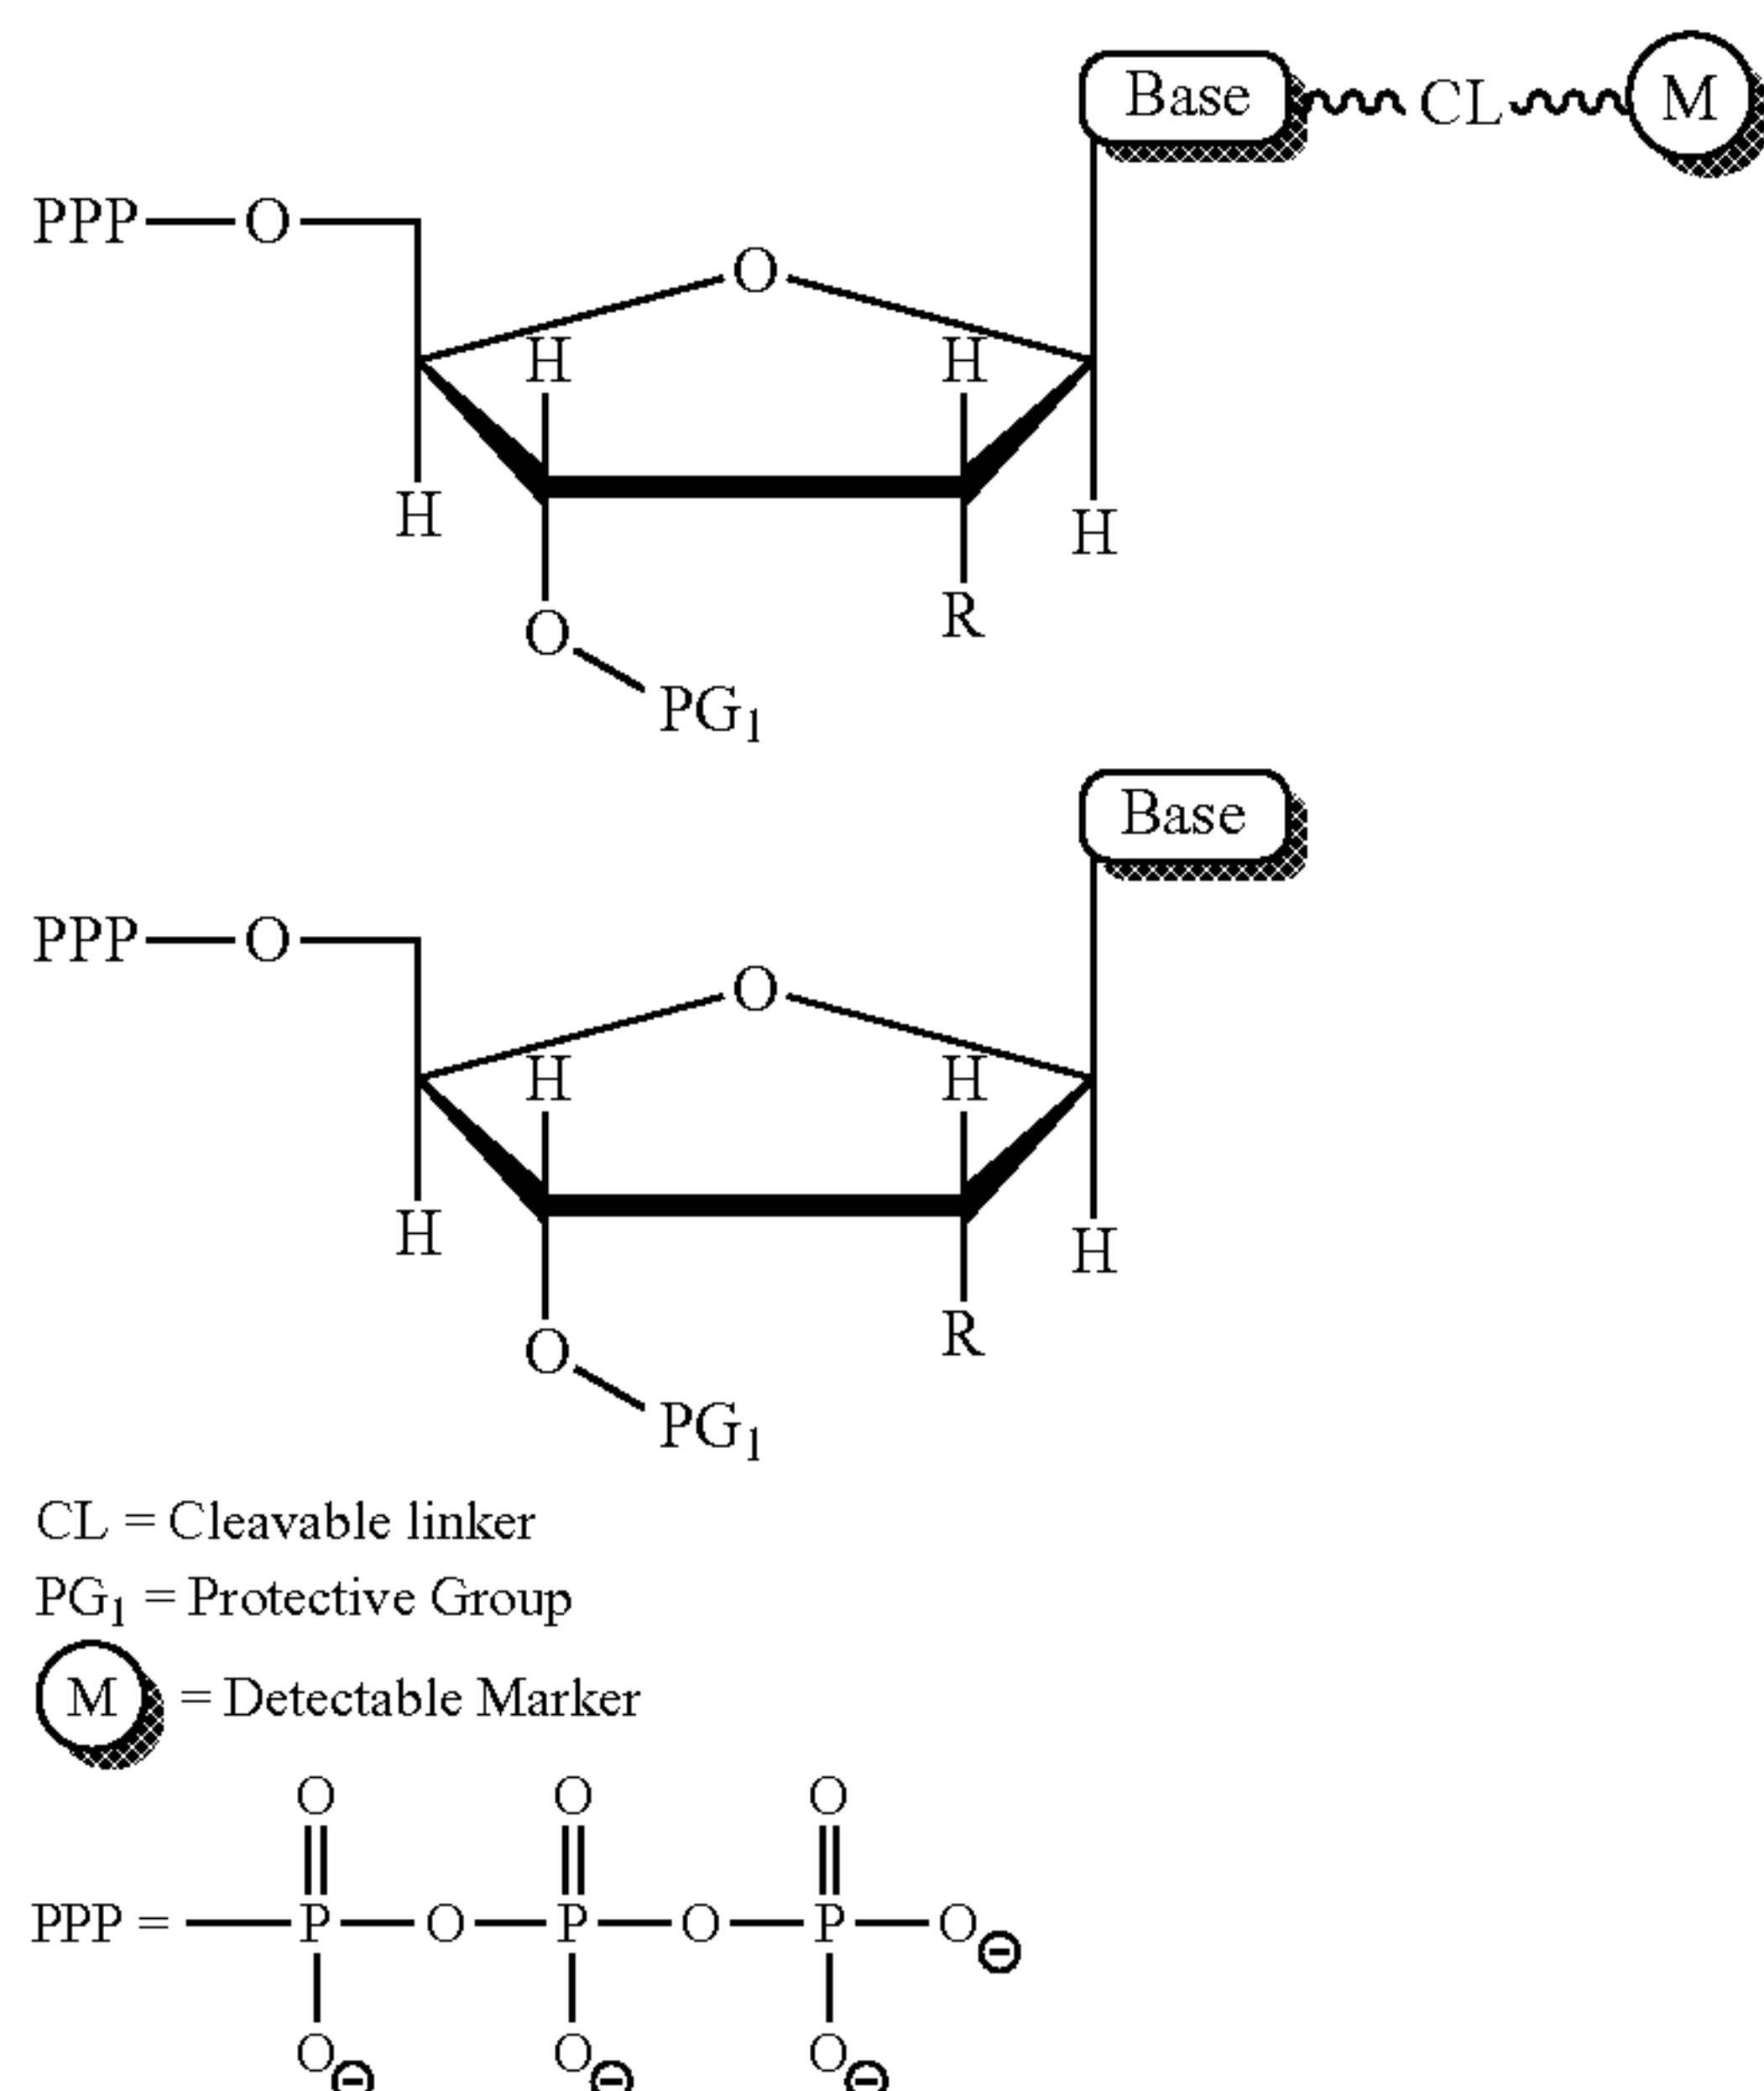 Base CL M
PPP O
O
H H
H H
O R
PG₁
Base
PPP O
O
H H
H H
O R
PG₁
CL = Cleavable linker
PG₁ = Protective Group
M = Detectable Marker
O O O
PPP = P O P O P O⊖
O⊖ O⊖ O⊖